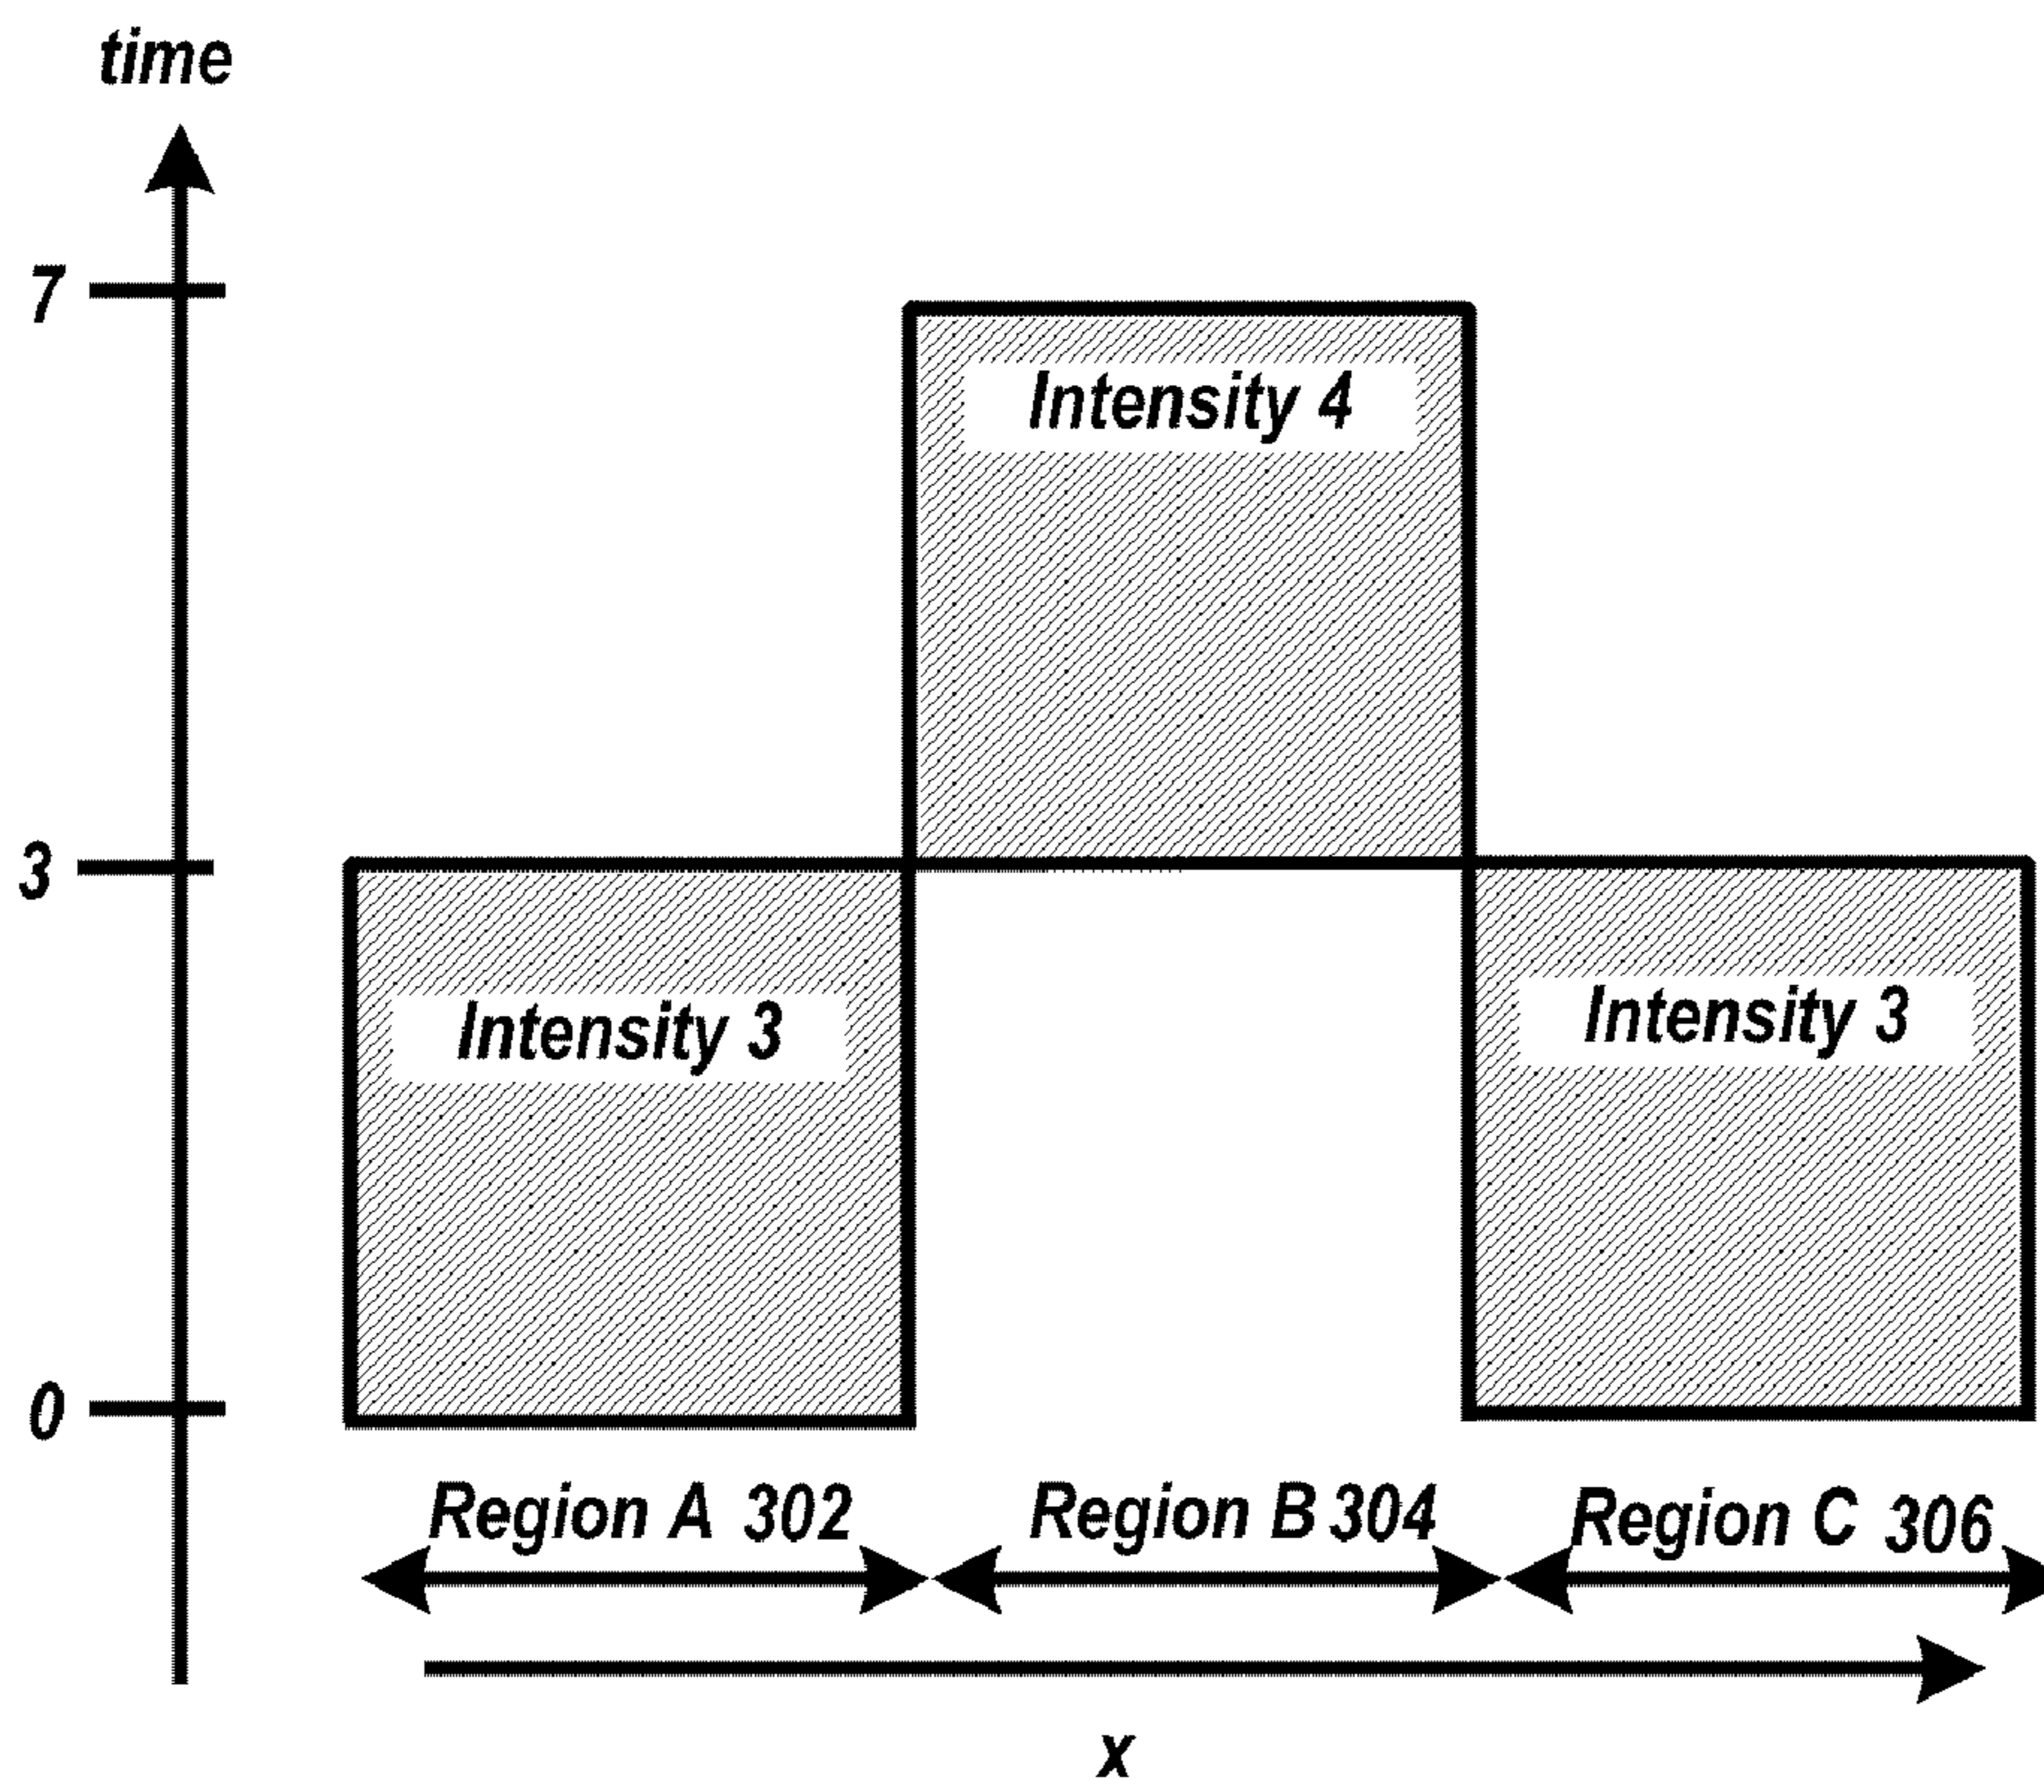 time
7
Intensity 4
3
Intensity 3
Intensity 3
0
Region A 302
Region B 304
Region C 306
x